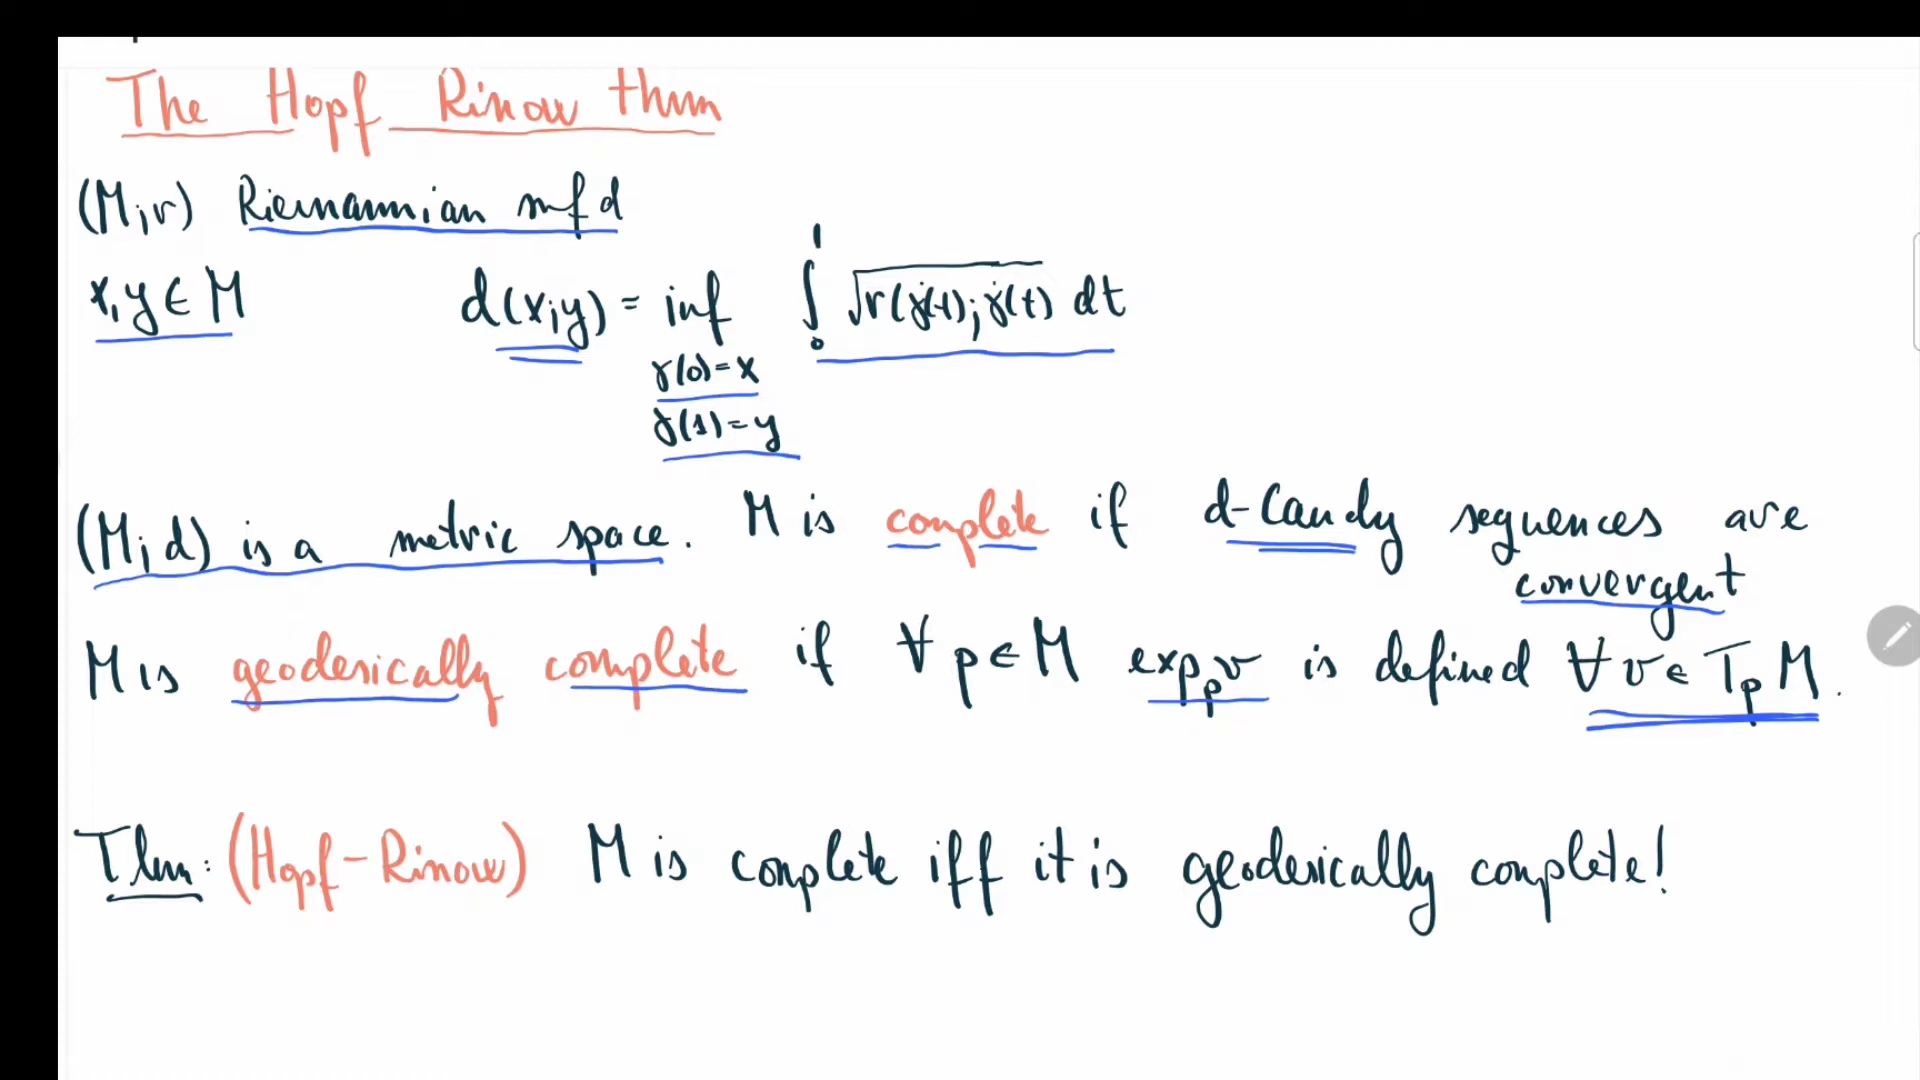 The Hopf Rinow thm
(M,r) Riemannian mfd
x,y ∈ M d(x,y) = inf ∫₀¹ √r(γ̇(t), γ̇(t)) dt
γ(0)=x
γ(1)=y
(M,d) is a metric space. M is complete if d-Cauchy sequences are
convergent
M is geodesically complete if ∀ p ∈ M exp_p v is defined ∀ v ∈ T_p M.
Thm: (Hopf-Rinow) M is complete iff it is geodesically complete!